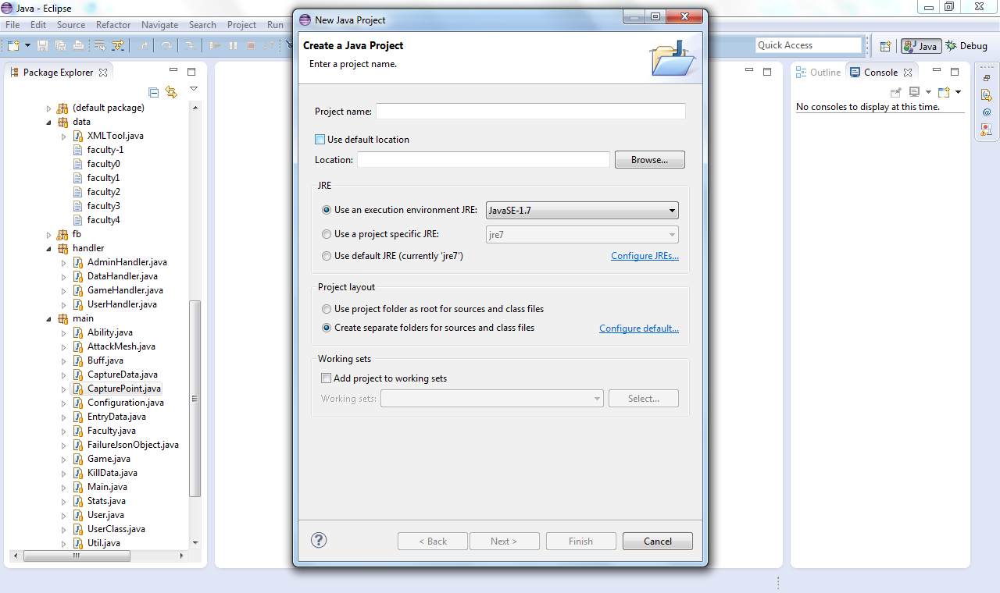 Java - Eclipse
File Edit Source Refactor Navigate Search Project Run
Quick Access
Java
Debug
Package Explorer
(default package)
data
XMLTool.java
faculty-1
faculty0
faculty1
faculty2
faculty3
faculty4
fb
handler
AdminHandler.java
DataHandler.java
GameHandler.java
UserHandler.java
main
Ability.java
AttackMesh.java
Buff.java
CaptureData.java
CapturePoint.java
Configuration.java
EntryData.java
Faculty.java
FailureJsonObject.java
Game.java
KillData.java
Main.java
Stats.java
User.java
UserClass.java
Util.java
New Java Project
Create a Java Project
Enter a project name.
Project name:
Use default location
Location:
Browse...
JRE
Use an execution environment JRE:
JavaSE-1.7
Use a project specific JRE:
jre7
Use default JRE (currently 'jre7')
Configure JREs...
Project layout
Use project folder as root for sources and class files
Create separate folders for sources and class files
Configure default...
Working sets
Add project to working sets
Working sets:
Select...
?
< Back
Next >
Finish
Cancel
Outline
Console
No consoles to display at this time.
@